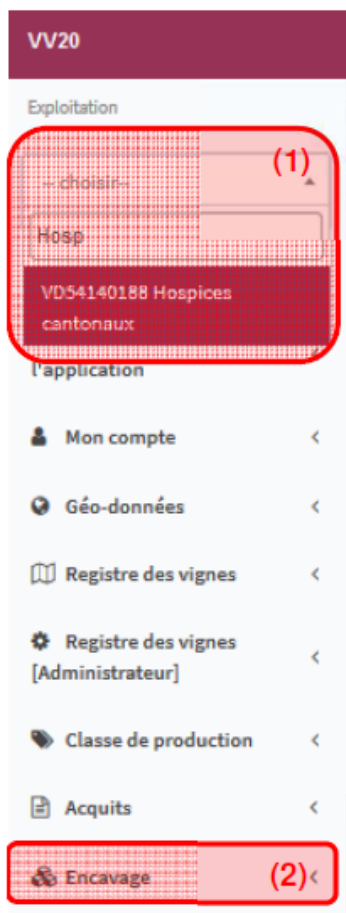 VV20
Exploitation
(1)
-- choisir--
Hosp
VD54140188 Hospices
cantonaux
l'application
Mon compte
Géo-données
Registre des vignes
Registre des vignes
[Administrateur]
Classe de production
Acquits
Encavage (2)